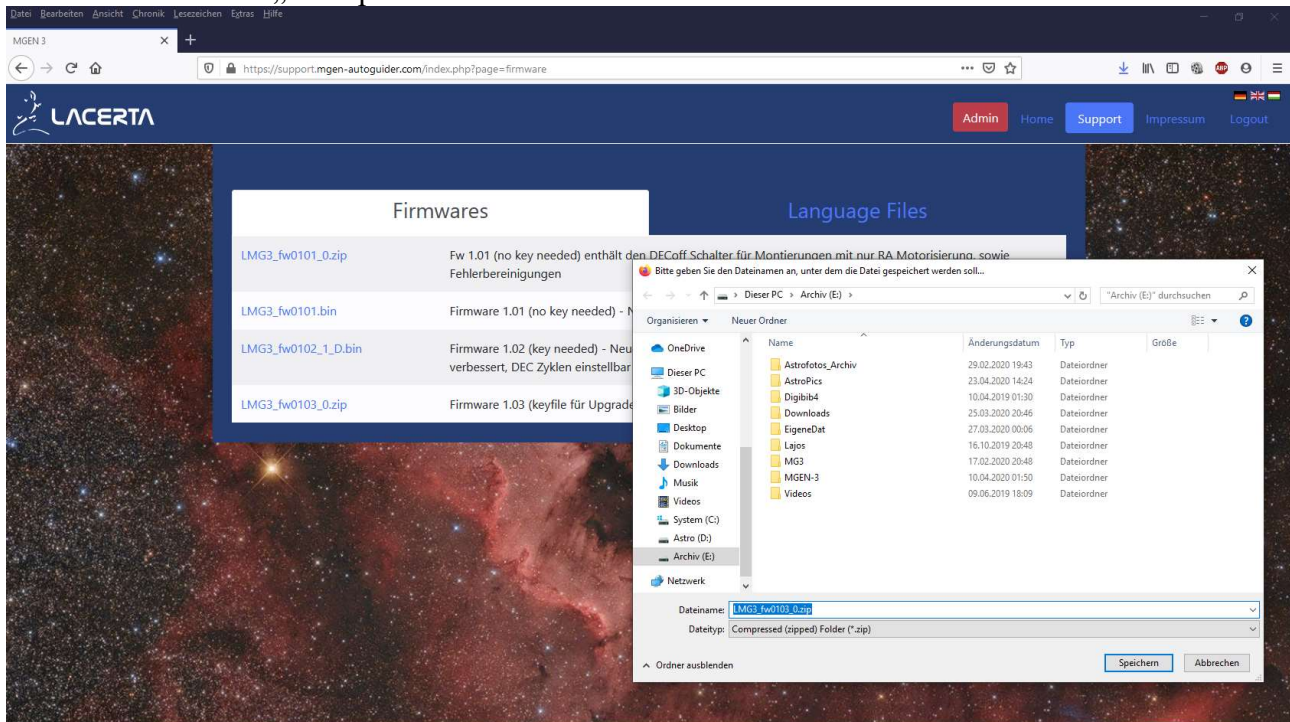 Datei Bearbeiten Ansicht Chronik Lesezeichen Extras Hilfe
MGEN 3
https://support.mgen-autoguider.com/index.php?page=firmware
LACERTA
Admin Home Support Impressum Logout
Firmwares Language Files
LMG3_fw0101_0.zip Fw 1.01 (no key needed) enthält den DECoff Schalter für Montierungen mit nur RA Motorisierung, sowie
Fehlerbereinigungen
LMG3_fw0101.bin Firmware 1.01 (no key needed) -
LMG3_fw0102_1_D.bin Firmware 1.02 (key needed) - Neu
verbessert, DEC Zyklen einstellbar
LMG3_fw0103_0.zip Firmware 1.03 (keyfile für Upgrade
Bitte geben Sie den Dateinamen an, unter dem die Datei gespeichert werden soll...
Dieser PC > Archiv (E:) >
"Archiv (E:)" durchsuchen
Organisieren Neuer Ordner
OneDrive
Dieser PC
3D-Objekte
Bilder
Desktop
Dokumente
Downloads
Musik
Videos
System (C:)
Astro (D:)
Archiv (E:)
Netzwerk
Name Änderungsdatum Typ Größe
Astrofotos_Archiv 29.02.2020 19:43 Dateiordner
AstroPics 23.04.2020 14:24 Dateiordner
Digibib4 10.04.2019 01:30 Dateiordner
Downloads 25.03.2020 20:46 Dateiordner
EigeneDat 27.03.2020 00:06 Dateiordner
Lajos 16.10.2019 20:48 Dateiordner
MG3 17.02.2020 20:48 Dateiordner
MGEN-3 10.04.2020 01:50 Dateiordner
Videos 09.06.2019 18:09 Dateiordner
Dateiname: LMG3_fw0103_0.zip
Dateityp: Compressed (zipped) Folder (*.zip)
Ordner ausblenden
Speichern Abbrechen